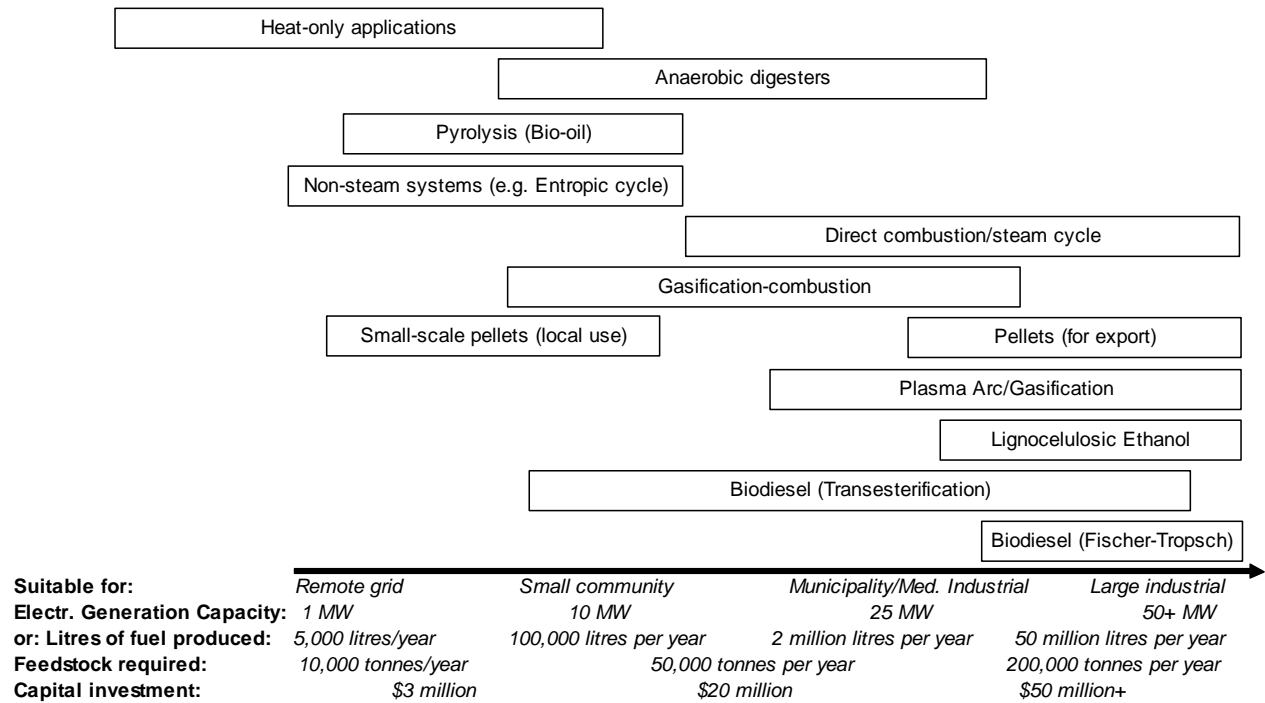 Heat-only applications
Anaerobic digesters
Pyrolysis (Bio-oil)
Non-steam systems (e.g. Entropic cycle)
Direct combustion/steam cycle
Gasification-combustion
Small-scale pellets (local use) Pellets (for export)
Plasma Arc/Gasification
Lignocelulosic Ethanol
Biodiesel (Transesterification)
Biodiesel (Fischer-Tropsch)
Suitable for: Remote grid Small community Municipality/Med. Industrial Large industrial
Electr. Generation Capacity: 1 MW 10 MW 25 MW 50+ MW
or: Litres of fuel produced: 5,000 litres/year 100,000 litres per year 2 million litres per year 50 million litres per year
Feedstock required: 10,000 tonnes/year 50,000 tonnes per year 200,000 tonnes per year
Capital investment: $3 million $20 million $50 million+